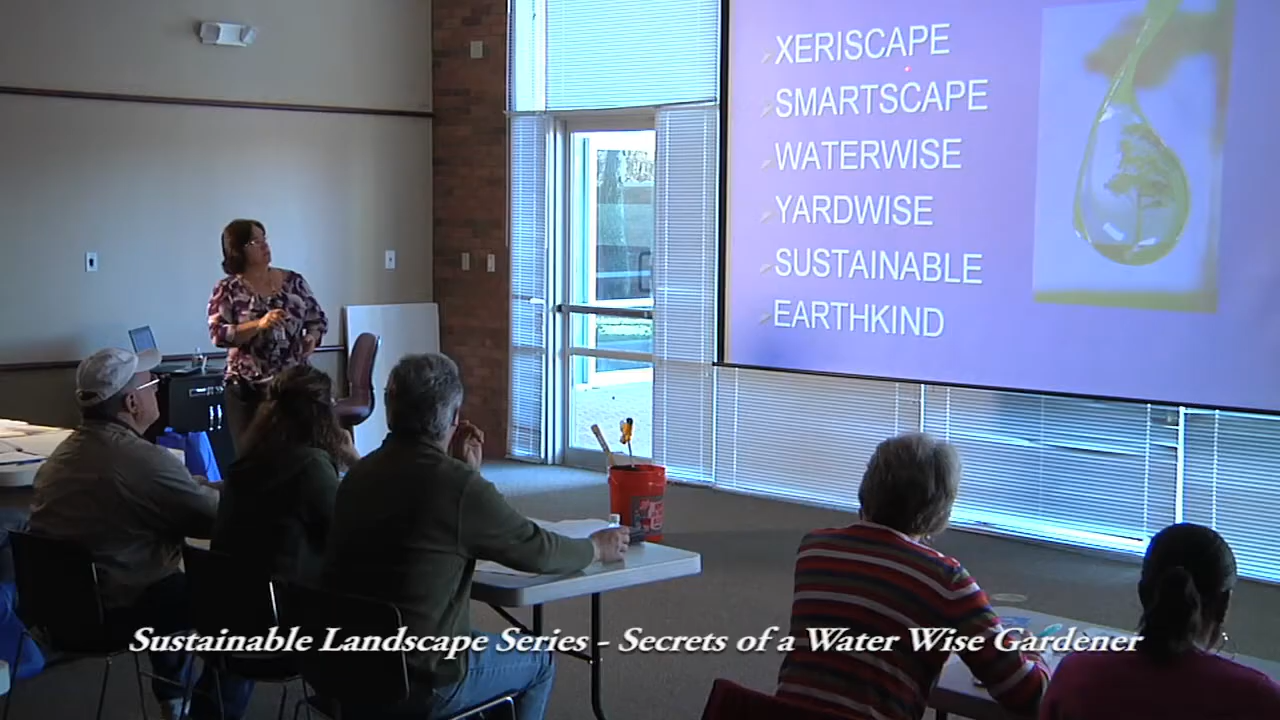 XERISCAPE
SMARTSCAPE
WATERWISE
YARDWISE
SUSTAINABLE
EARTHKIND
Sustainable Landscape Series - Secrets of a Water Wise Gardener